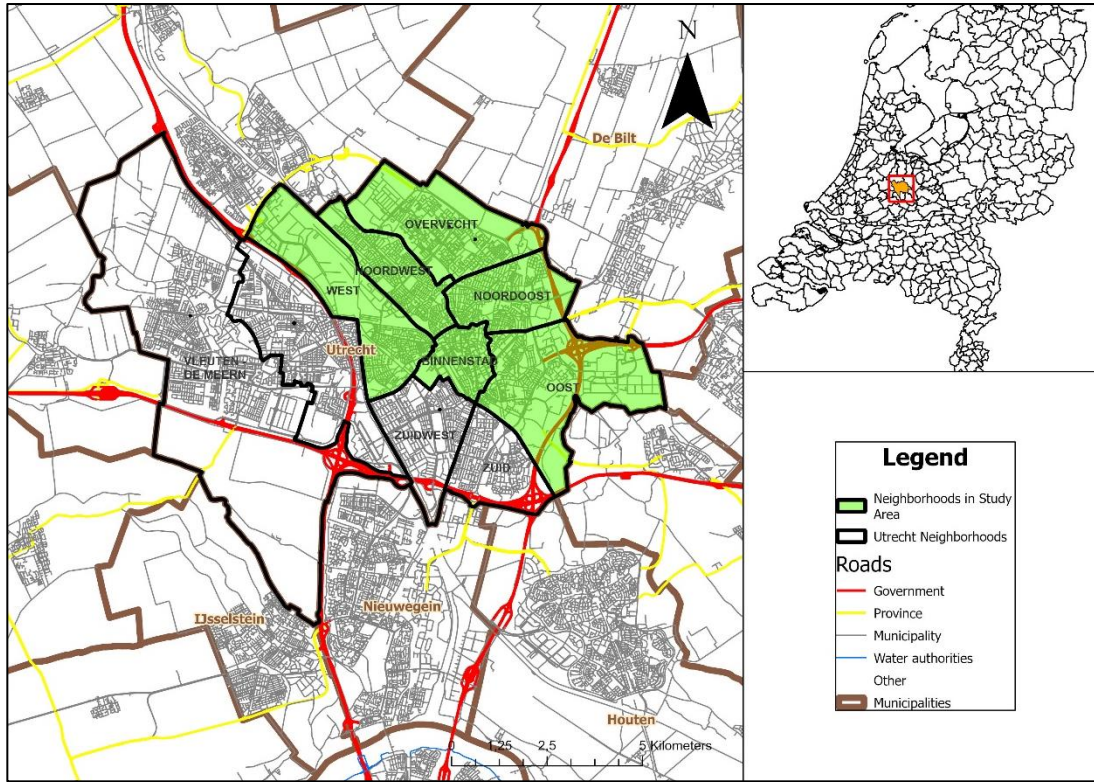 N
De Bilt
OVERVECHT
NOORDWEST
WEST
NOORDOOST
Utrecht
BINNENSTAD
VLEUTEN-
DE MEERN
OOST
ZUIDWEST
ZUID
Nieuwegein
IJsselstein
Houten
0 1,25 2,5 5 Kilometers
Legend
Neighborhoods in Study
Area
Utrecht Neighborhoods
Roads
Government
Province
Municipality
Water authorities
Other
Municipalities